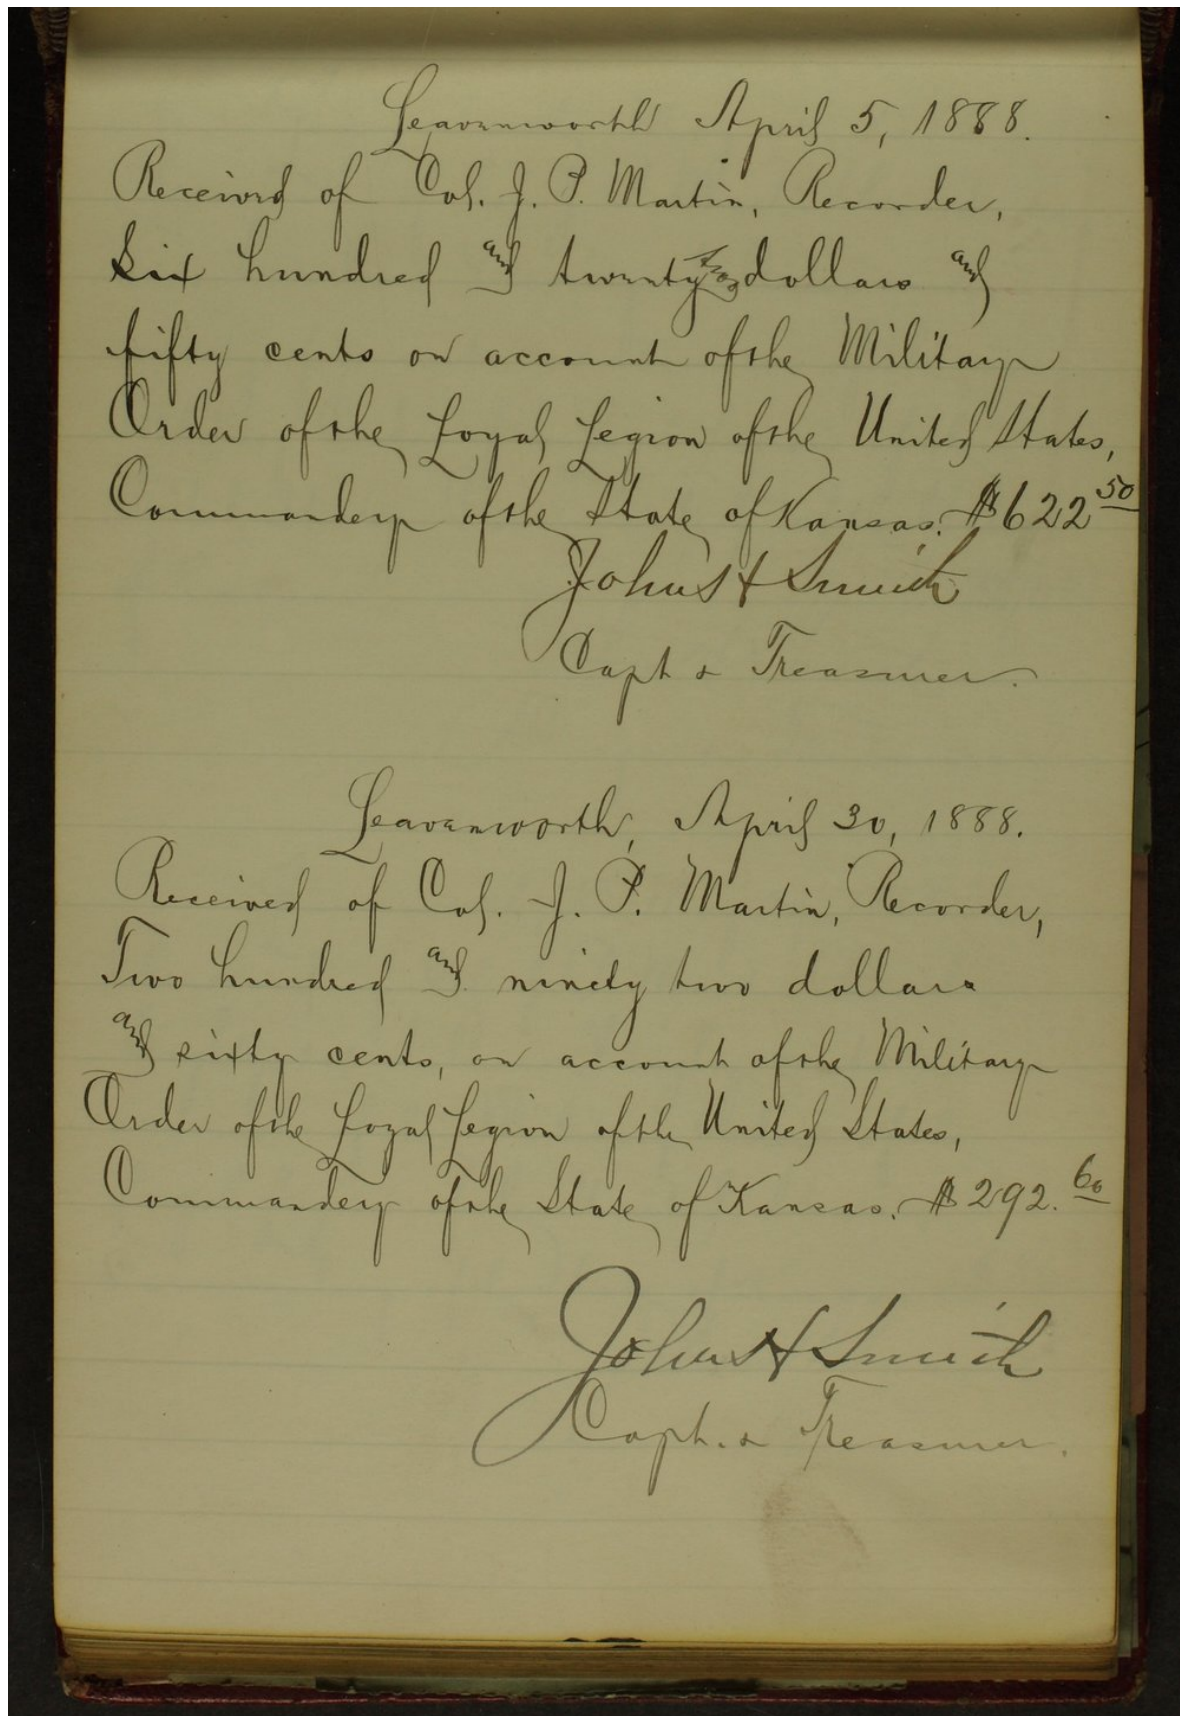 Leavenworth April 5, 1888.
Received of Col. J. P. Martin, Recorder,
Six hundred and twenty two dollars and
fifty cents on account of the Military
Order of the Loyal Legion of the United States,
Commandery of the State of Kansas. $622 50
John S H Smith
Capt & Treasurer.
Leavenworth, April 30, 1888.
Received of Col. J. P. Martin, Recorder,
Two hundred and ninety two dollars
and sixty cents, on account of the Military
Order of the Loyal Legion of the United States,
Commandery of the State of Kansas. $292. 60
John S H Smith
Capt. & Treasurer.